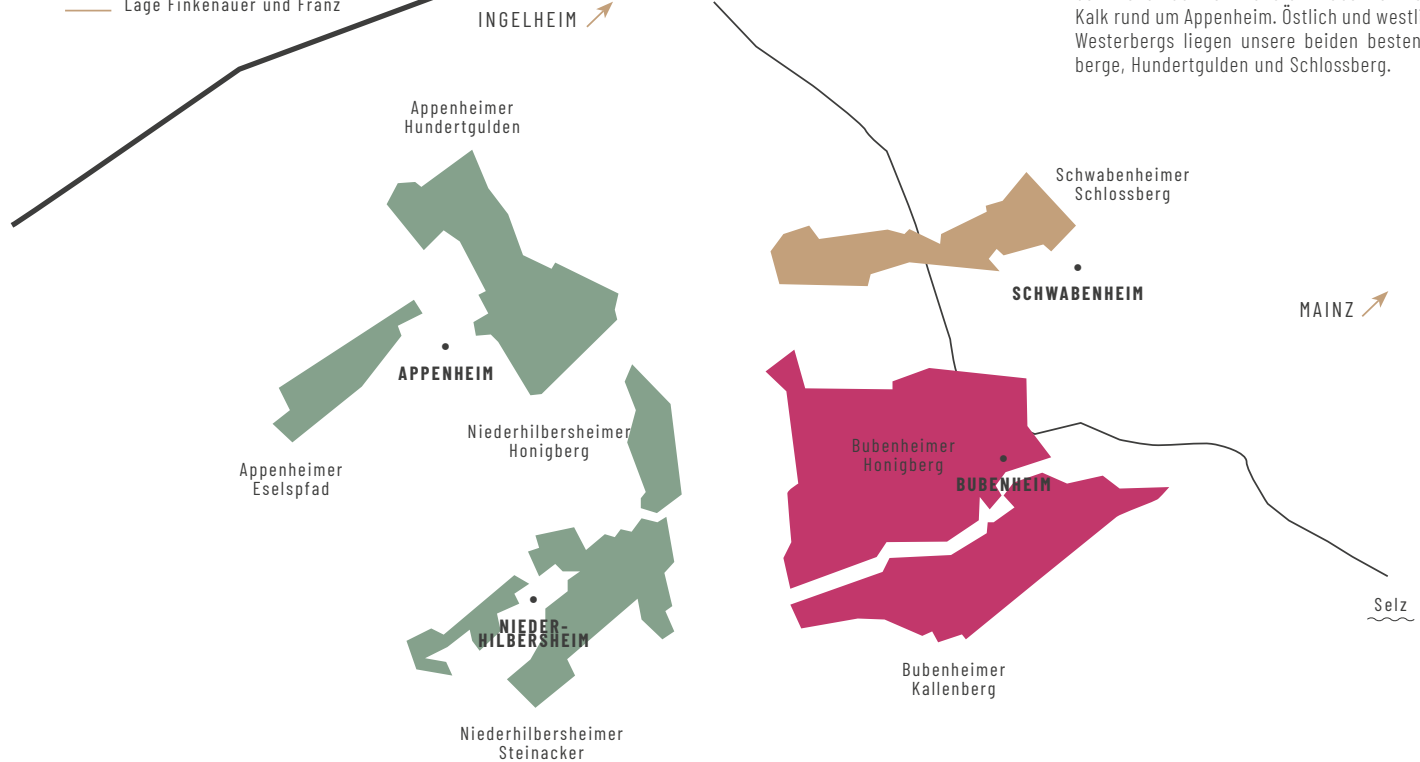 Lage Finkenauer und Franz
INGELHEIM
Kalk rund um Appenheim. Östlich und westli
Westerbergs liegen unsere beiden besten
berge, Hundertgulden und Schlossberg.
Appenheimer
Hundertgulden
Schwabenheimer
Schlossberg
SCHWABENHEIM
MAINZ
APPENHEIM
Niederhilbersheimer
Honigberg
Bubenheimer
Honigberg
BUBENHEIM
Appenheimer
Eselspfad
Selz
NIEDER-
HILBERSHEIM
Bubenheimer
Kallenberg
Niederhilbersheimer
Steinacker